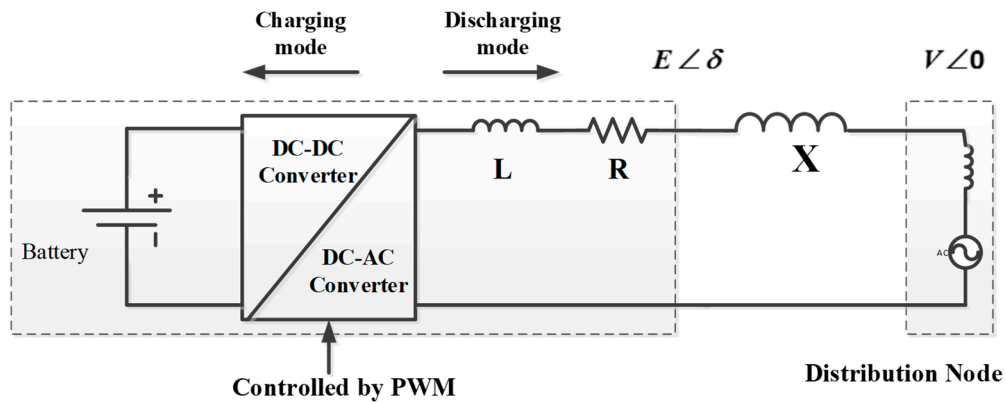 Charging
mode
Discharging
mode
E∠δ
V∠0
DC-DC
Converter
L
R
X
+
−
Battery
DC-AC
Converter
AC
Controlled by PWM
Distribution Node